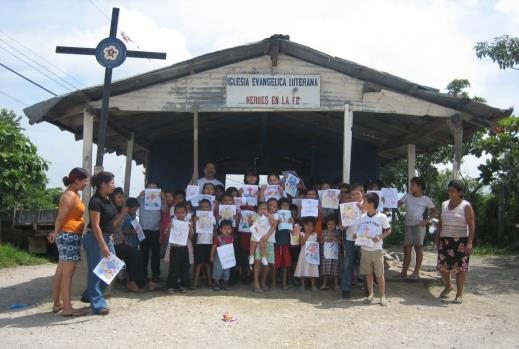 IGLESIA EVANGELICA LUTERANA
HEROES EN LA FE